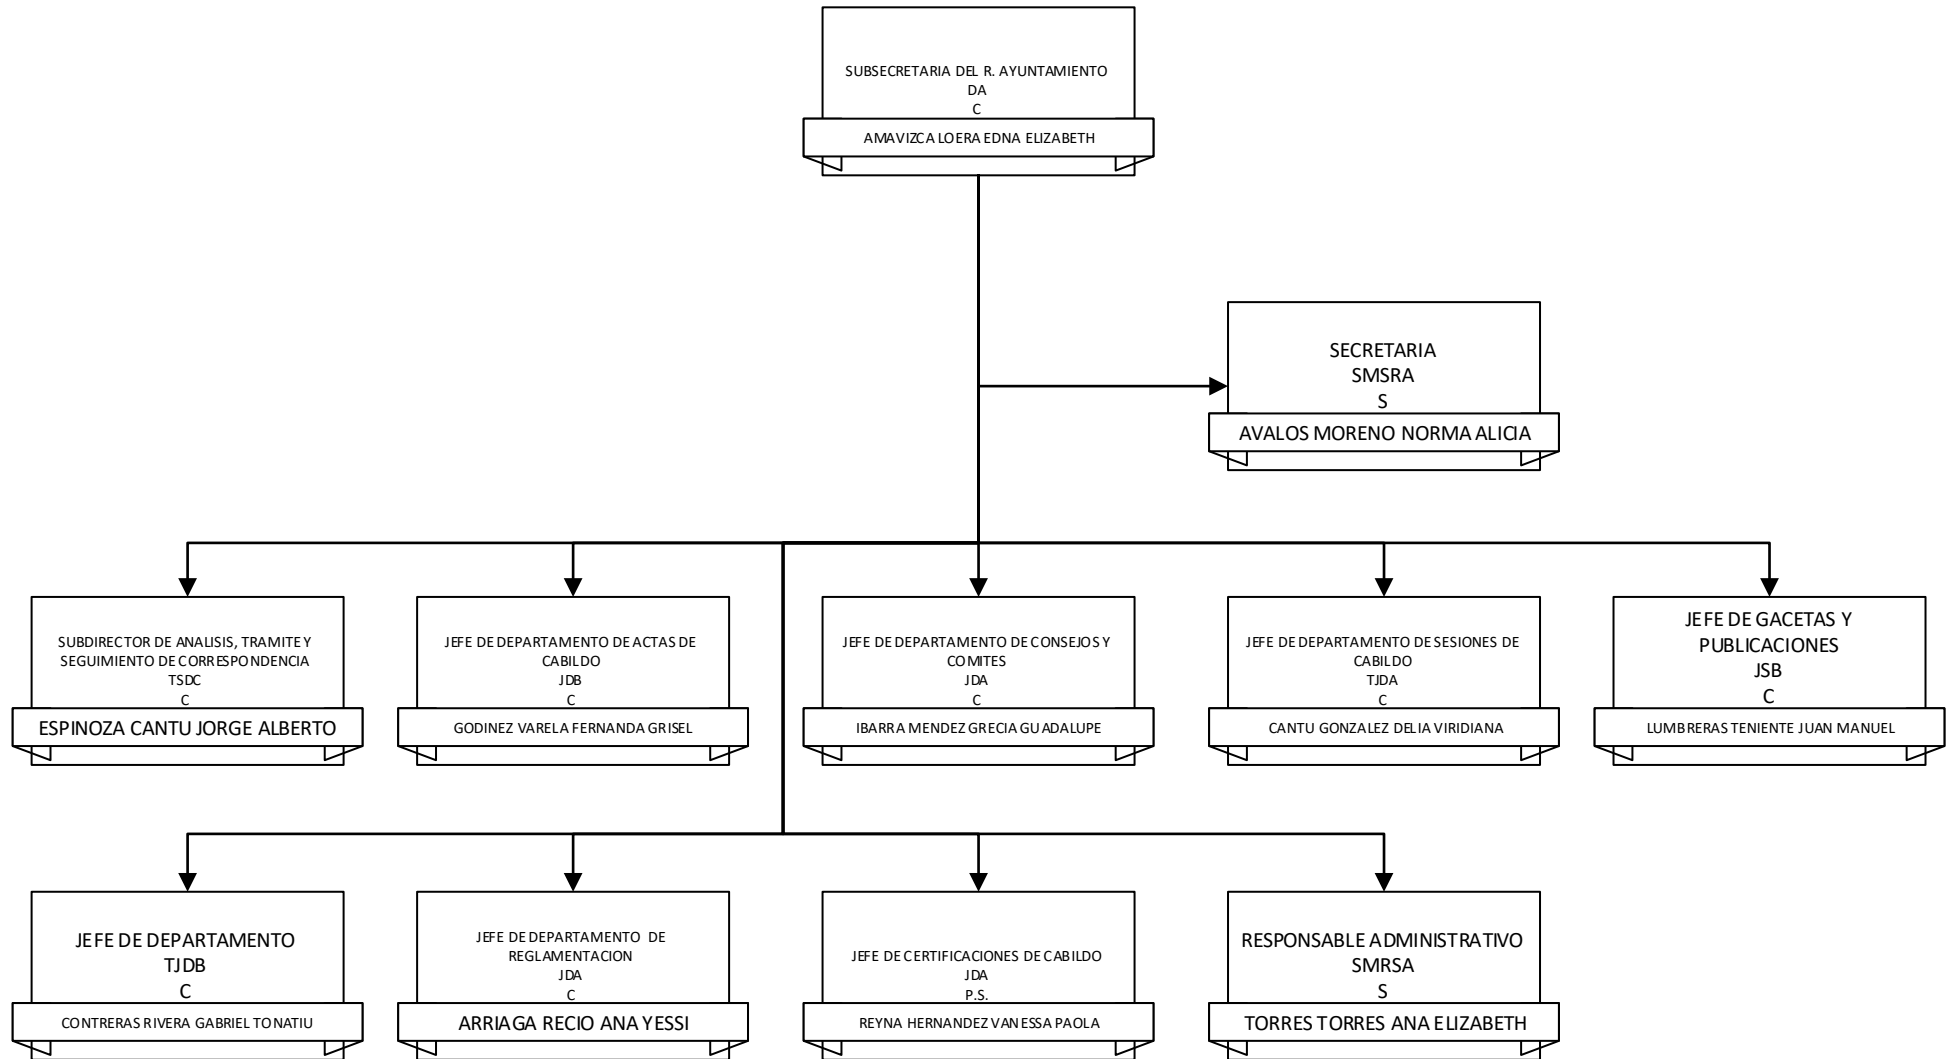 SUBSECRETARIA DEL R. AYUNTAMIENTO
DA
C
AMAVIZCA LOERA EDNA ELIZABETH
SECRETARIA
SMSRA
S
AVALOS MORENO NORMA ALICIA
SUBDIRECTOR DE ANALISIS, TRAMITE Y
SEGUIMIENTO DE CORRESPONDENCIA
TSDC
C
ESPINOZA CANTU JORGE ALBERTO
JEFE DE DEPARTAMENTO DE ACTAS DE
CABILDO
JDB
C
GODINEZ VARELA FERNANDA GRISEL
JEFE DE DEPARTAMENTO DE CONSEJOS Y
COMITES
JDA
C
IBARRA MENDEZ GRECIA GUADALUPE
JEFE DE DEPARTAMENTO DE SESIONES DE
CABILDO
TJDA
C
CANTU GONZALEZ DELIA VIRIDIANA
JEFE DE GACETAS Y
PUBLICACIONES
JSB
C
LUMBRERAS TENIENTE JUAN MANUEL
JEFE DE DEPARTAMENTO
TJDB
C
CONTRERAS RIVERA GABRIEL TONATIU
JEFE DE DEPARTAMENTO DE
REGLAMENTACION
JDA
C
ARRIAGA RECIO ANA YESSI
JEFE DE CERTIFICACIONES DE CABILDO
JDA
P.S.
REYNA HERNANDEZ VANESSA PAOLA
RESPONSABLE ADMINISTRATIVO
SMRSA
S
TORRES TORRES ANA ELIZABETH